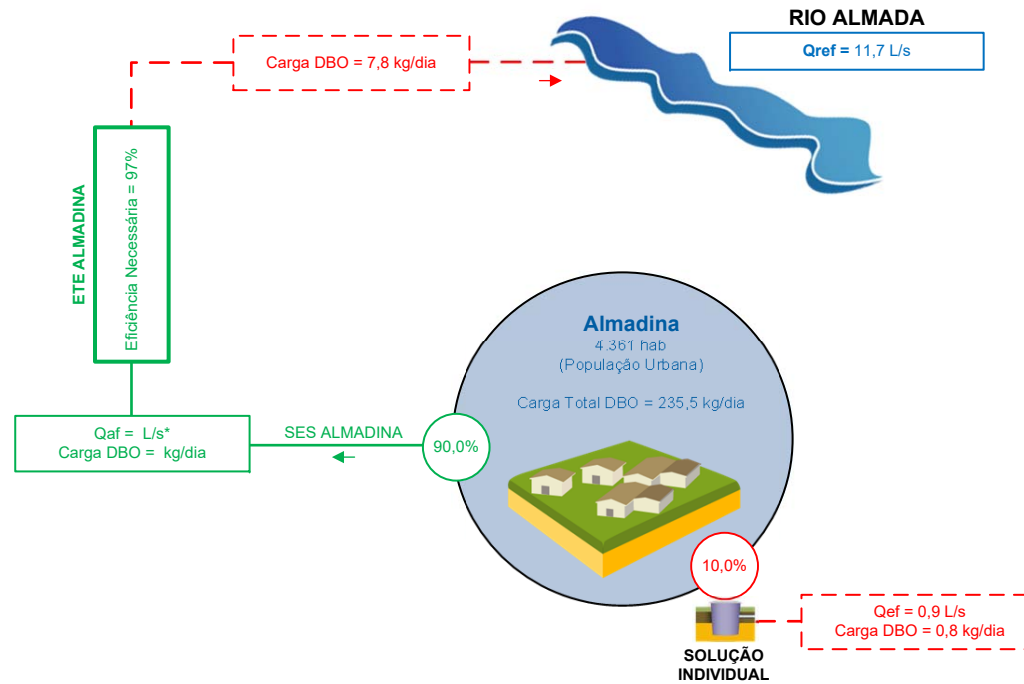 RIO ALMADA
Qref = 11,7 L/s
Carga DBO = 7,8 kg/dia
ETE ALMADINA
Eficiência Necessária = 97%
Almadina
4.361 hab
(População Urbana)
Carga Total DBO = 235,5 kg/dia
Qaf = L/s*
Carga DBO = kg/dia
SES ALMADINA
90,0%
10,0%
Qef = 0,9 L/s
Carga DBO = 0,8 kg/dia
SOLUÇÃO
INDIVIDUAL